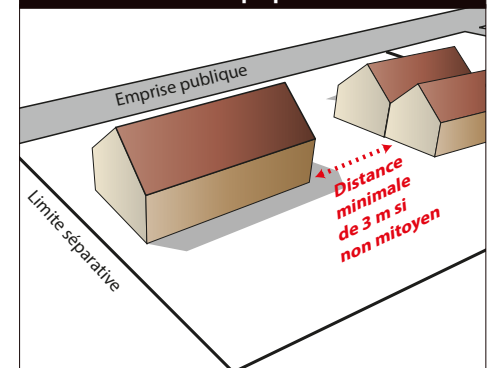 Emprise publique
Distance
minimale
de 3 m si
non mitoyen
Limite séparative